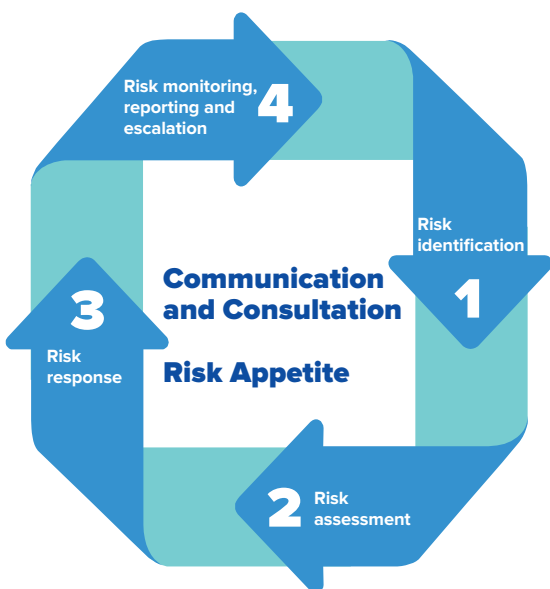 Risk monitoring,
reporting and
escalation
4
Risk
identification
1
Communication
and Consultation
Risk Appetite
3
Risk
response
2
Risk
assessment